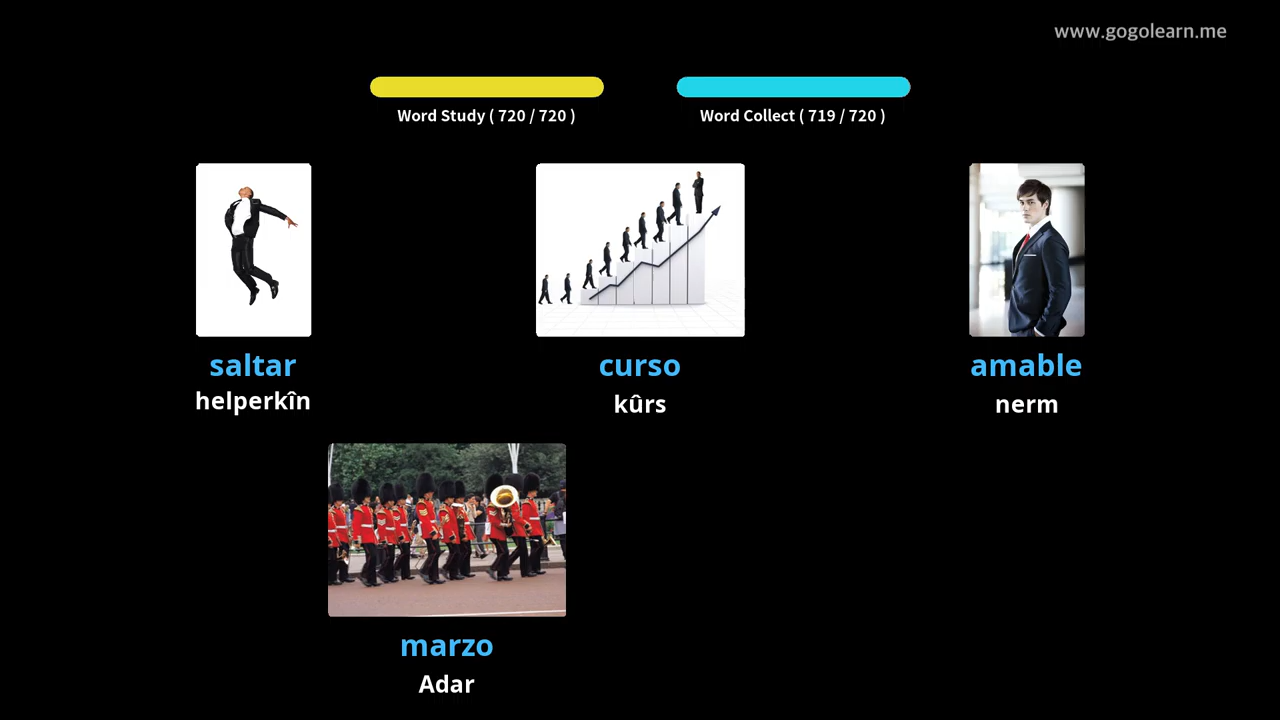 www.gogolearn.me
Word Study ( 720 / 720 )
Word Collect ( 719 / 720 )
saltar
helperkîn
curso
kûrs
amable
nerm
marzo
Adar